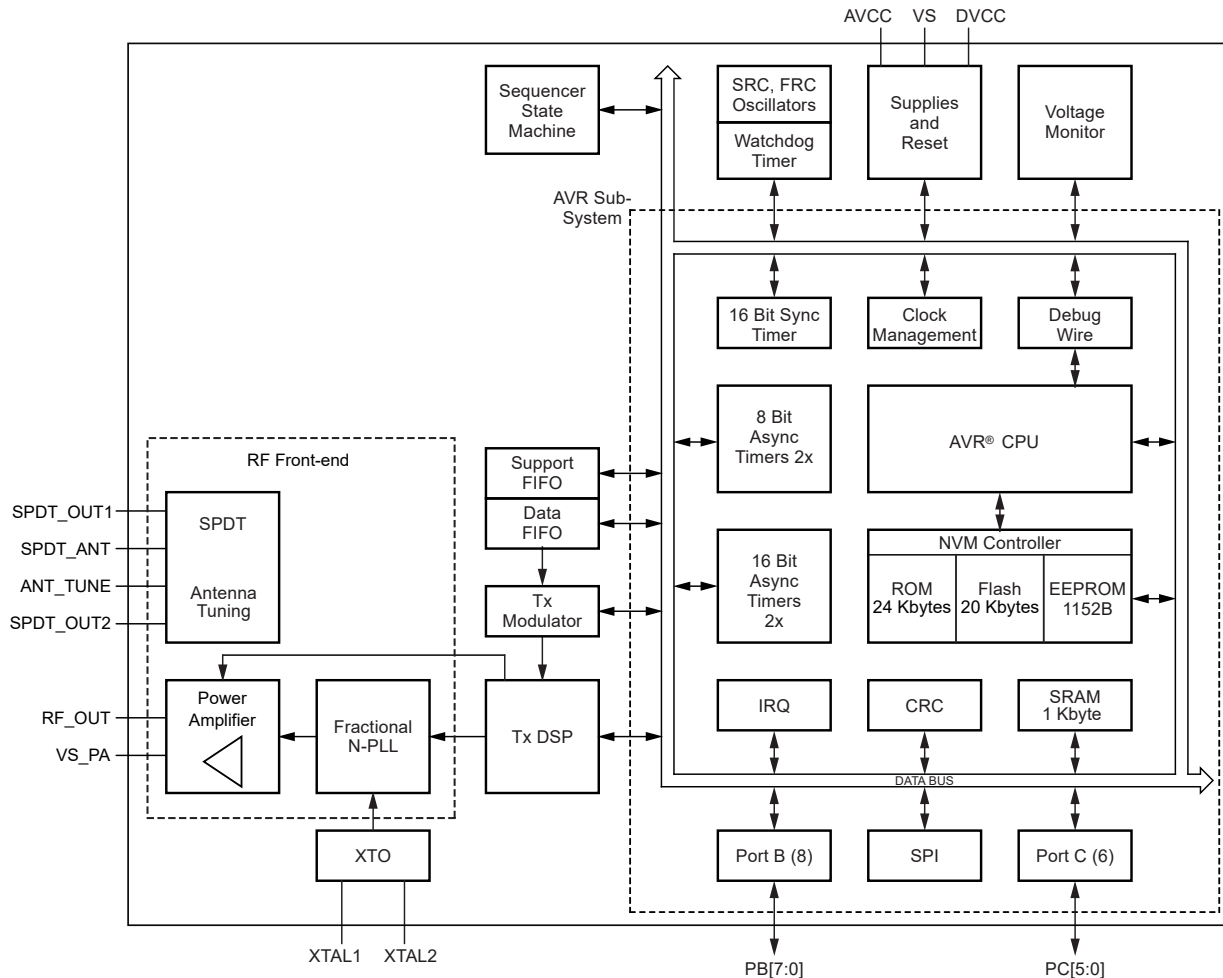 AVCC
VS
DVCC
Sequencer
State
Machine
SRC, FRC
Oscillators
Watchdog
Timer
Supplies
and
Reset
Voltage
Monitor
AVR Sub-
System
16 Bit Sync
Timer
Clock
Management
Debug
Wire
8 Bit
Async
Timers 2x
AVR® CPU
RF Front-end
Support
FIFO
Data
FIFO
SPDT_OUT1
SPDT_ANT
ANT_TUNE
SPDT_OUT2
SPDT
Antenna
Tuning
Tx
Modulator
16 Bit
Async
Timers
2x
NVM Controller
ROM
24 Kbytes
Flash
20 Kbytes
EEPROM
1152B
RF_OUT
VS_PA
Power
Amplifier
Fractional
N-PLL
Tx DSP
IRQ
CRC
SRAM
1 Kbyte
DATA BUS
XTO
Port B (8)
SPI
Port C (6)
XTAL1
XTAL2
PB[7:0]
PC[5:0]